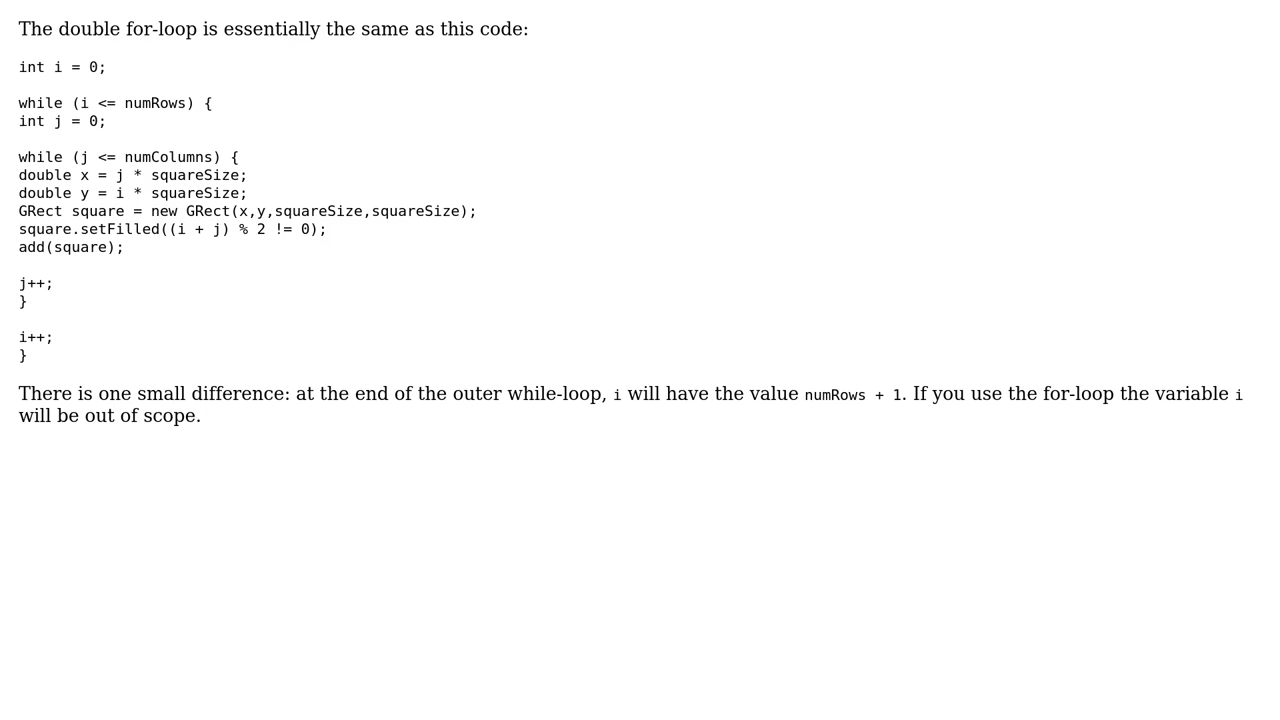 The double for-loop is essentially the same as this code:
int i = 0;
while (i <= numRows) {
int j = 0;
while (j <= numColumns) {
double x = j * squareSize;
double y = i * squareSize;
GRect square = new GRect(x,y,squareSize,squareSize);
square.setFilled((i + j) % 2 != 0);
add(square);
j++;
}
i++;
}
There is one small difference: at the end of the outer while-loop, i will have the value numRows + 1. If you use the for-loop the variable i
will be out of scope.